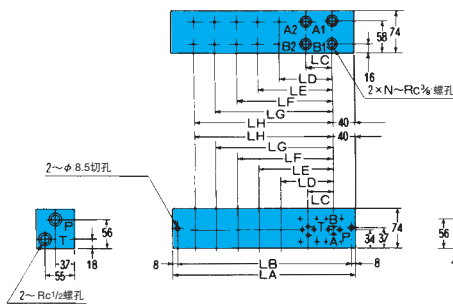 A2 A1
B2 B1
58
74
16
LC
LD
LE
LF
LG
LH 40
2×N~Rc⅜螺孔
LH 40
LG
LF
LE
LD
LC
2~φ8.5切孔
B
T
P
A
34
37
74
56
8 LB 8
LA
P
T
56
18
37
55
2~Rc1/2螺孔